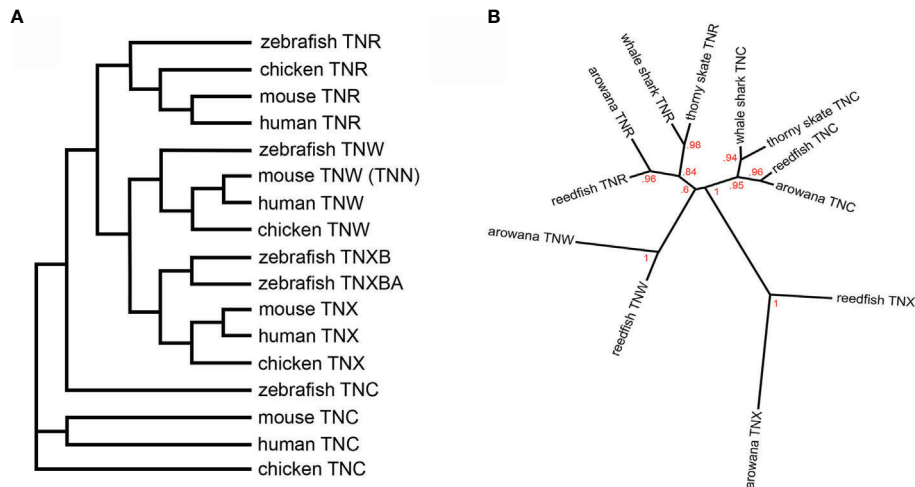 A
zebrafish TNR
chicken TNR
mouse TNR
human TNR
zebrafish TNW
mouse TNW (TNN)
human TNW
chicken TNW
zebrafish TNXB
zebrafish TNXBA
mouse TNX
human TNX
chicken TNX
zebrafish TNC
mouse TNC
human TNC
chicken TNC
B
arowana TNR
whale shark TNR
thorny skate TNR
whale shark TNC
thorny skate TNC
reedfish TNC
arowana TNC
reedfish TNR
arowana TNW
reedfish TNW
reedfish TNX
arowana TNX
.98
.94
.96
.95
.84
.96
.6
1
1
1